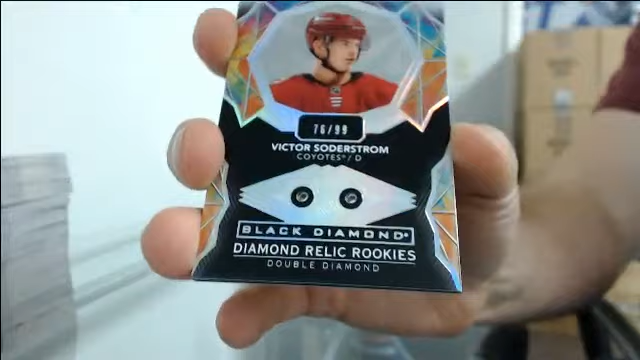 76/99
VICTOR SODERSTROM
COYOTES® / D
BLACK DIAMOND®
DIAMOND RELIC ROOKIES
DOUBLE DIAMOND